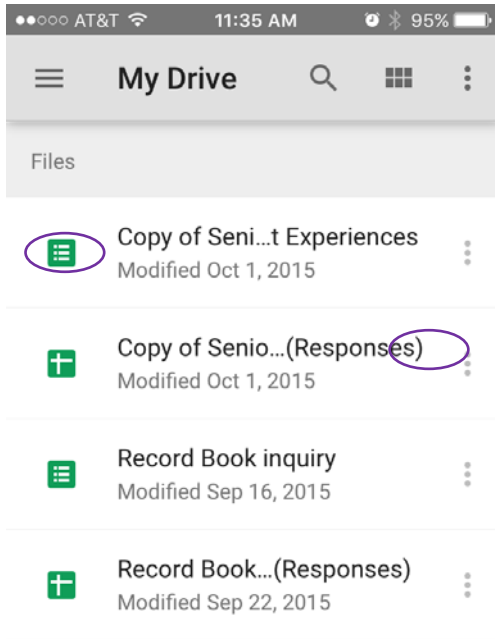 AT&T 11:35 AM 95%
My Drive
Files
Copy of Seni...t Experiences
Modified Oct 1, 2015
Copy of Senio...(Responses)
Modified Oct 1, 2015
Record Book inquiry
Modified Sep 16, 2015
Record Book...(Responses)
Modified Sep 22, 2015